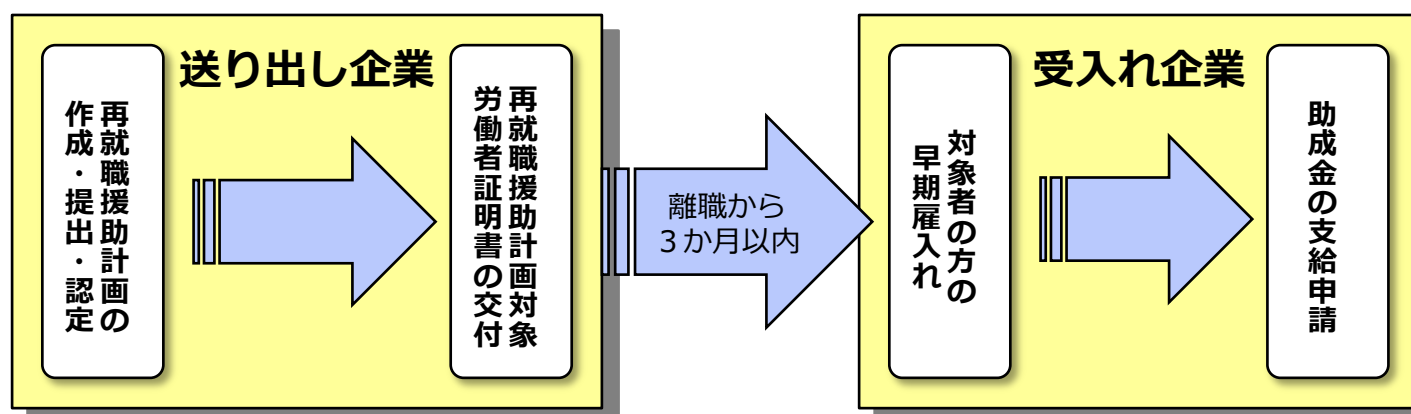 送り出し企業
再就職援助計画の
作成・提出・認定
再就職援助計画対象
労働者証明書の交付
離職から
３か月以内
受入れ企業
対象者の方の
早期雇入れ
助成金の支給申請